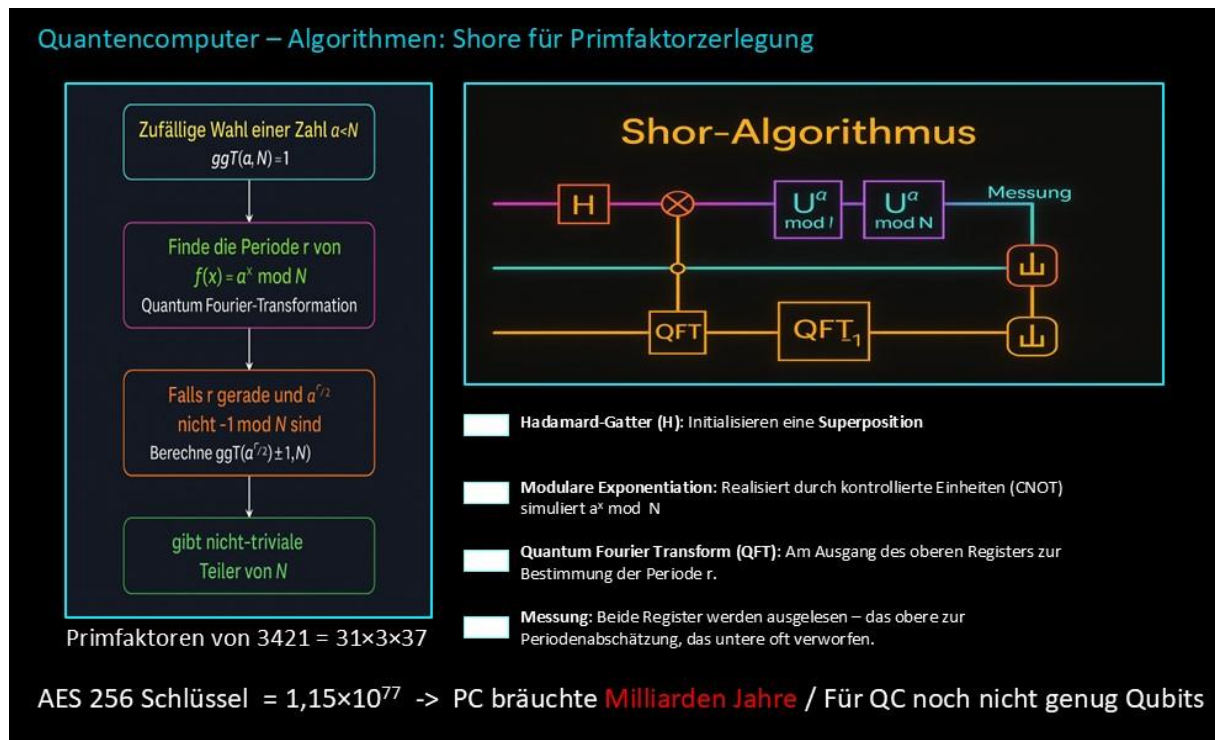 Quantencomputer – Algorithmen: Shore für Primfaktorzerlegung
Zufällige Wahl einer Zahl a<N
ggT(a, N) = 1
Finde die Periode r von
f(x) = aˣ mod N
Quantum Fourier-Transformation
Falls r gerade und a^r/2
nicht -1 mod N sind
Berechne ggT(a^r/2) ± 1, N)
gibt nicht-triviale
Teiler von N
Primfaktoren von 3421 = 31×3×37
Shor-Algorithmus
H
U^a
mod I
U^a
mod N
Messung
QFT
QFT-1
Hadamard-Gatter (H): Initialisieren eine Superposition
Modulare Exponentiation: Realisiert durch kontrollierte Einheiten (CNOT)
simuliert aˣ mod N
Quantum Fourier Transform (QFT): Am Ausgang des oberen Registers zur
Bestimmung der Periode r.
Messung: Beide Register werden ausgelesen – das obere zur
Periodenabschätzung, das untere oft verworfen.
AES 256 Schlüssel = 1,15×10⁷⁷ -> PC bräuchte Milliarden Jahre / Für QC noch nicht genug Qubits